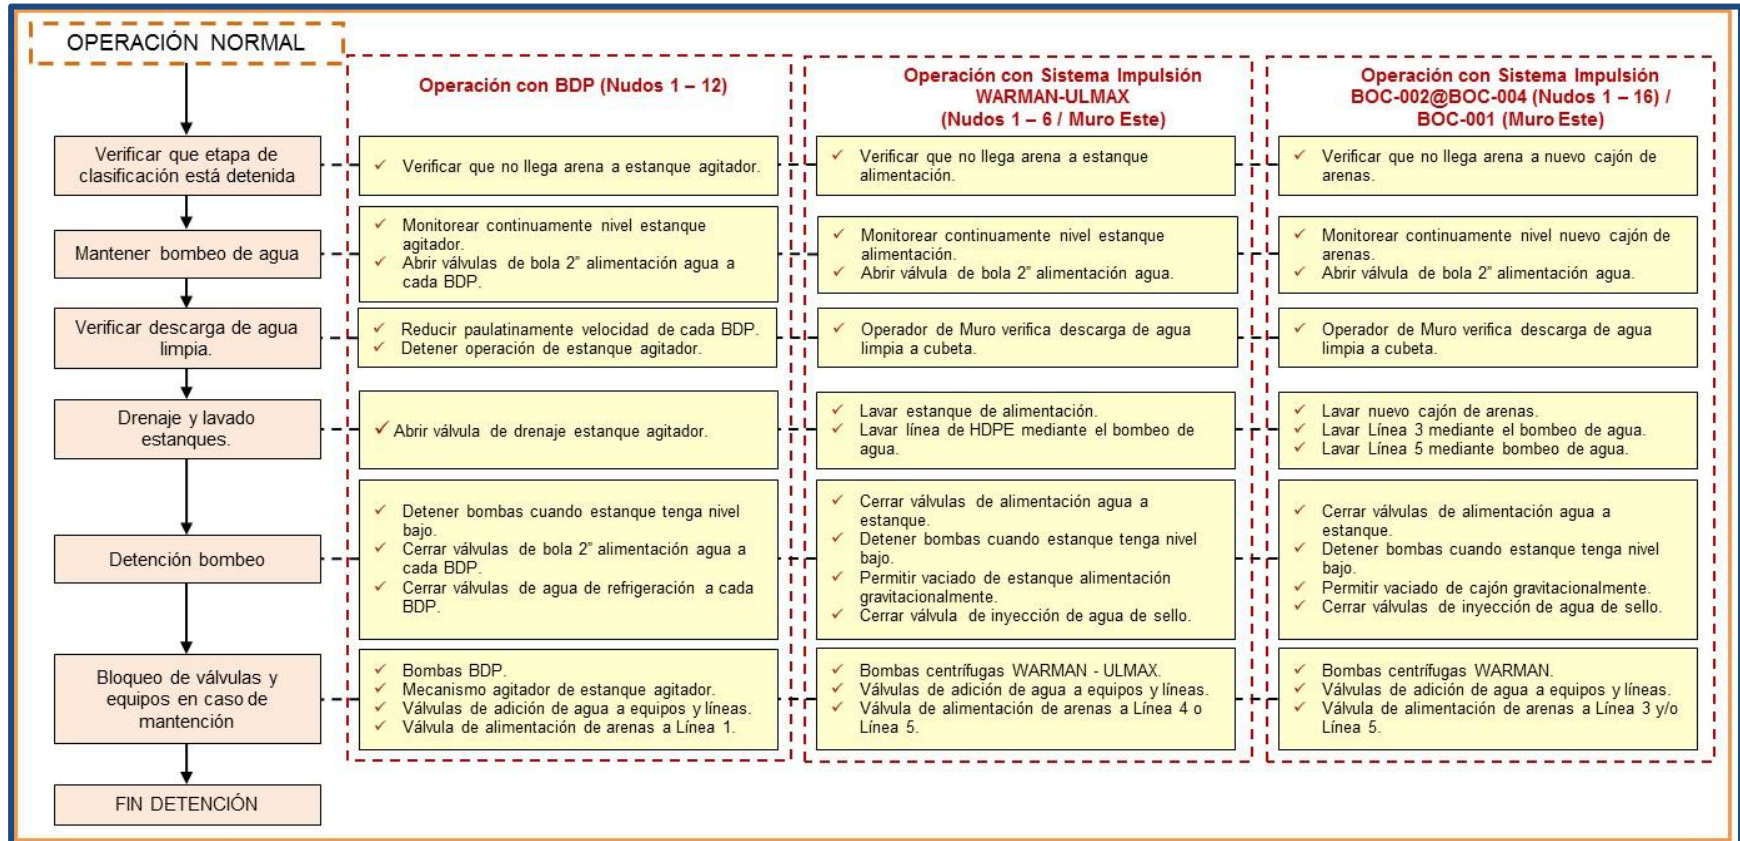 OPERACIÓN NORMAL
Operación con BDP (Nudos 1 – 12)
Operación con Sistema Impulsión
WARMAN-ULMAX
(Nudos 1 – 6 / Muro Este)
Operación con Sistema Impulsión
BOC-002@BOC-004 (Nudos 1 – 16) /
BOC-001 (Muro Este)
Verificar que etapa de
clasificación está detenida
✓ Verificar que no llega arena a estanque agitador.
✓ Verificar que no llega arena a estanque
alimentación.
✓ Verificar que no llega arena a nuevo cajón de
arenas.
Mantener bombeo de agua
✓ Monitorear continuamente nivel estanque
agitador.
✓ Abrir válvulas de bola 2” alimentación agua a
cada BDP.
✓ Monitorear continuamente nivel estanque
alimentación.
✓ Abrir válvula de bola 2” alimentación agua.
✓ Monitorear continuamente nivel nuevo cajón de
arenas.
✓ Abrir válvula de bola 2” alimentación agua.
Verificar descarga de agua
limpia.
✓ Reducir paulatinamente velocidad de cada BDP.
✓ Detener operación de estanque agitador.
✓ Operador de Muro verifica descarga de agua
limpia a cubeta.
✓ Operador de Muro verifica descarga de agua
limpia a cubeta.
Drenaje y lavado
estanques.
✓ Abrir válvula de drenaje estanque agitador.
✓ Lavar estanque de alimentación.
✓ Lavar línea de HDPE mediante el bombeo de
agua.
✓ Lavar nuevo cajón de arenas.
✓ Lavar Línea 3 mediante el bombeo de agua.
✓ Lavar Línea 5 mediante bombeo de agua.
Detención bombeo
✓ Detener bombas cuando estanque tenga nivel
bajo.
✓ Cerrar válvulas de bola 2” alimentación agua a
cada BDP.
✓ Cerrar válvulas de agua de refrigeración a cada
BDP.
✓ Cerrar válvulas de alimentación agua a
estanque.
✓ Detener bombas cuando estanque tenga nivel
bajo.
✓ Permitir vaciado de estanque alimentación
gravitacionalmente.
✓ Cerrar válvula de inyección de agua de sello.
✓ Cerrar válvulas de alimentación agua a
estanque.
✓ Detener bombas cuando estanque tenga nivel
bajo.
✓ Permitir vaciado de cajón gravitacionalmente.
✓ Cerrar válvulas de inyección de agua de sello.
Bloqueo de válvulas y
equipos en caso de
mantención
✓ Bombas BDP.
✓ Mecanismo agitador de estanque agitador.
✓ Válvulas de adición de agua a equipos y líneas.
✓ Válvula de alimentación de arenas a Línea 1.
✓ Bombas centrífugas WARMAN - ULMAX.
✓ Válvulas de adición de agua a equipos y líneas.
✓ Válvula de alimentación de arenas a Línea 4 o
Línea 5.
✓ Bombas centrífugas WARMAN.
✓ Válvulas de adición de agua a equipos y líneas.
✓ Válvula de alimentación de arenas a Línea 3 y/o
Línea 5.
FIN DETENCIÓN